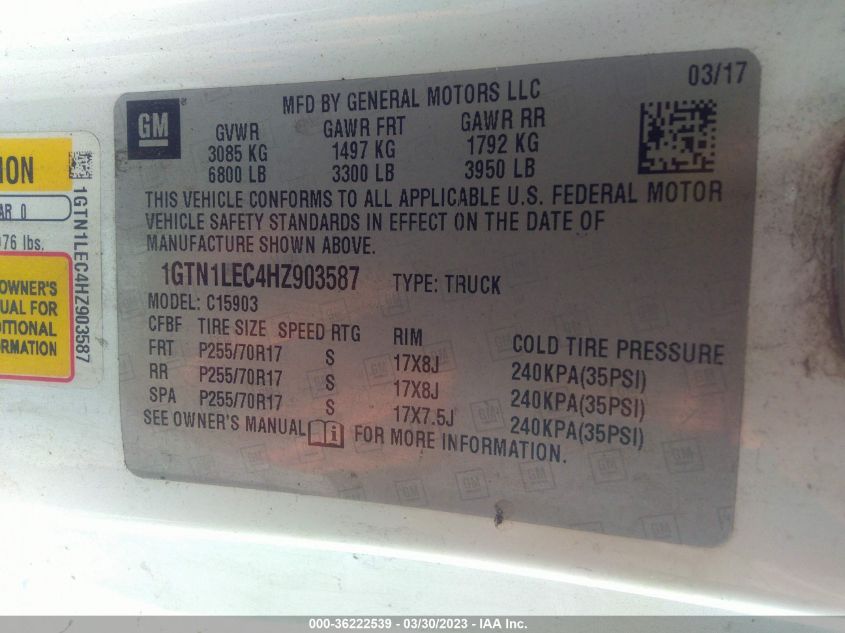 03/17
GM
MFD BY GENERAL MOTORS LLC
GVWR GAWR FRT GAWR RR
3085 KG 1497 KG 1792 KG
6800 LB 3300 LB 3950 LB
THIS VEHICLE CONFORMS TO ALL APPLICABLE U.S. FEDERAL MOTOR
VEHICLE SAFETY STANDARDS IN EFFECT ON THE DATE OF
MANUFACTURE SHOWN ABOVE.
1GTN1LEC4HZ903587 TYPE: TRUCK
MODEL: C15903
CFBF TIRE SIZE SPEED RTG RIM COLD TIRE PRESSURE
FRT P255/70R17 S 17X8J 240KPA(35PSI)
RR P255/70R17 S 17X8J 240KPA(35PSI)
SPA P255/70R17 S 17X7.5J 240KPA(35PSI)
SEE OWNER'S MANUAL FOR MORE INFORMATION.
AR 0
lbs.
OWNER'S
FOR
1GTN1LEC4HZ903587
000-36222539 - 03/30/2023 - IAA Inc.